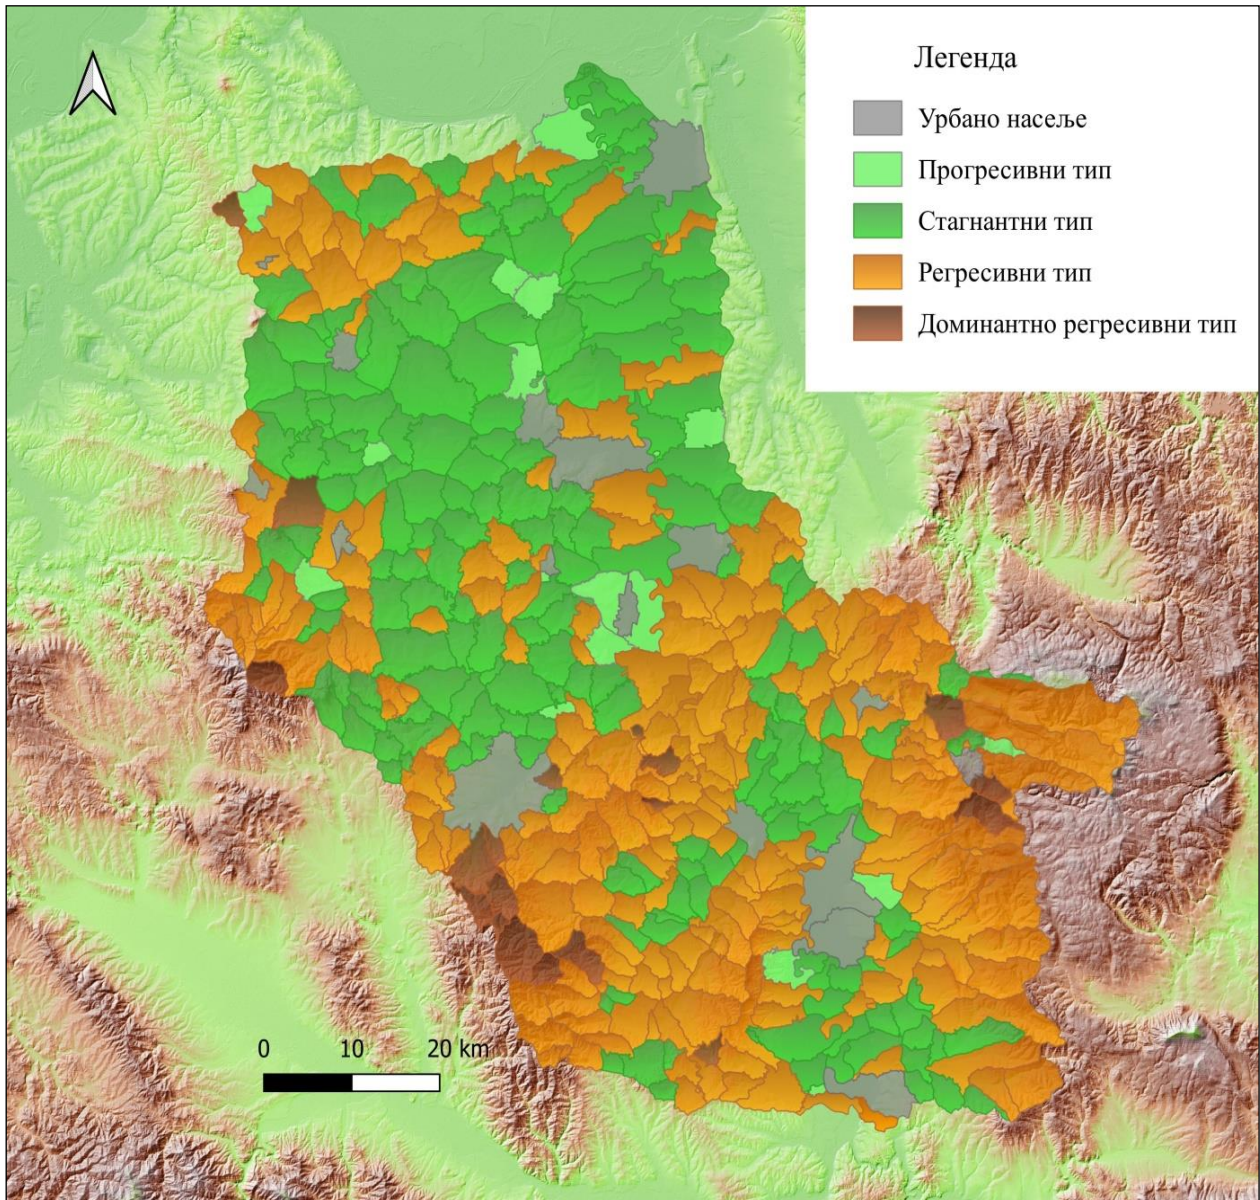 Легенда
Урбано насеље
Прогресивни тип
Стагнантни тип
Регресивни тип
Доминантно регресивни тип
0 10 20 km